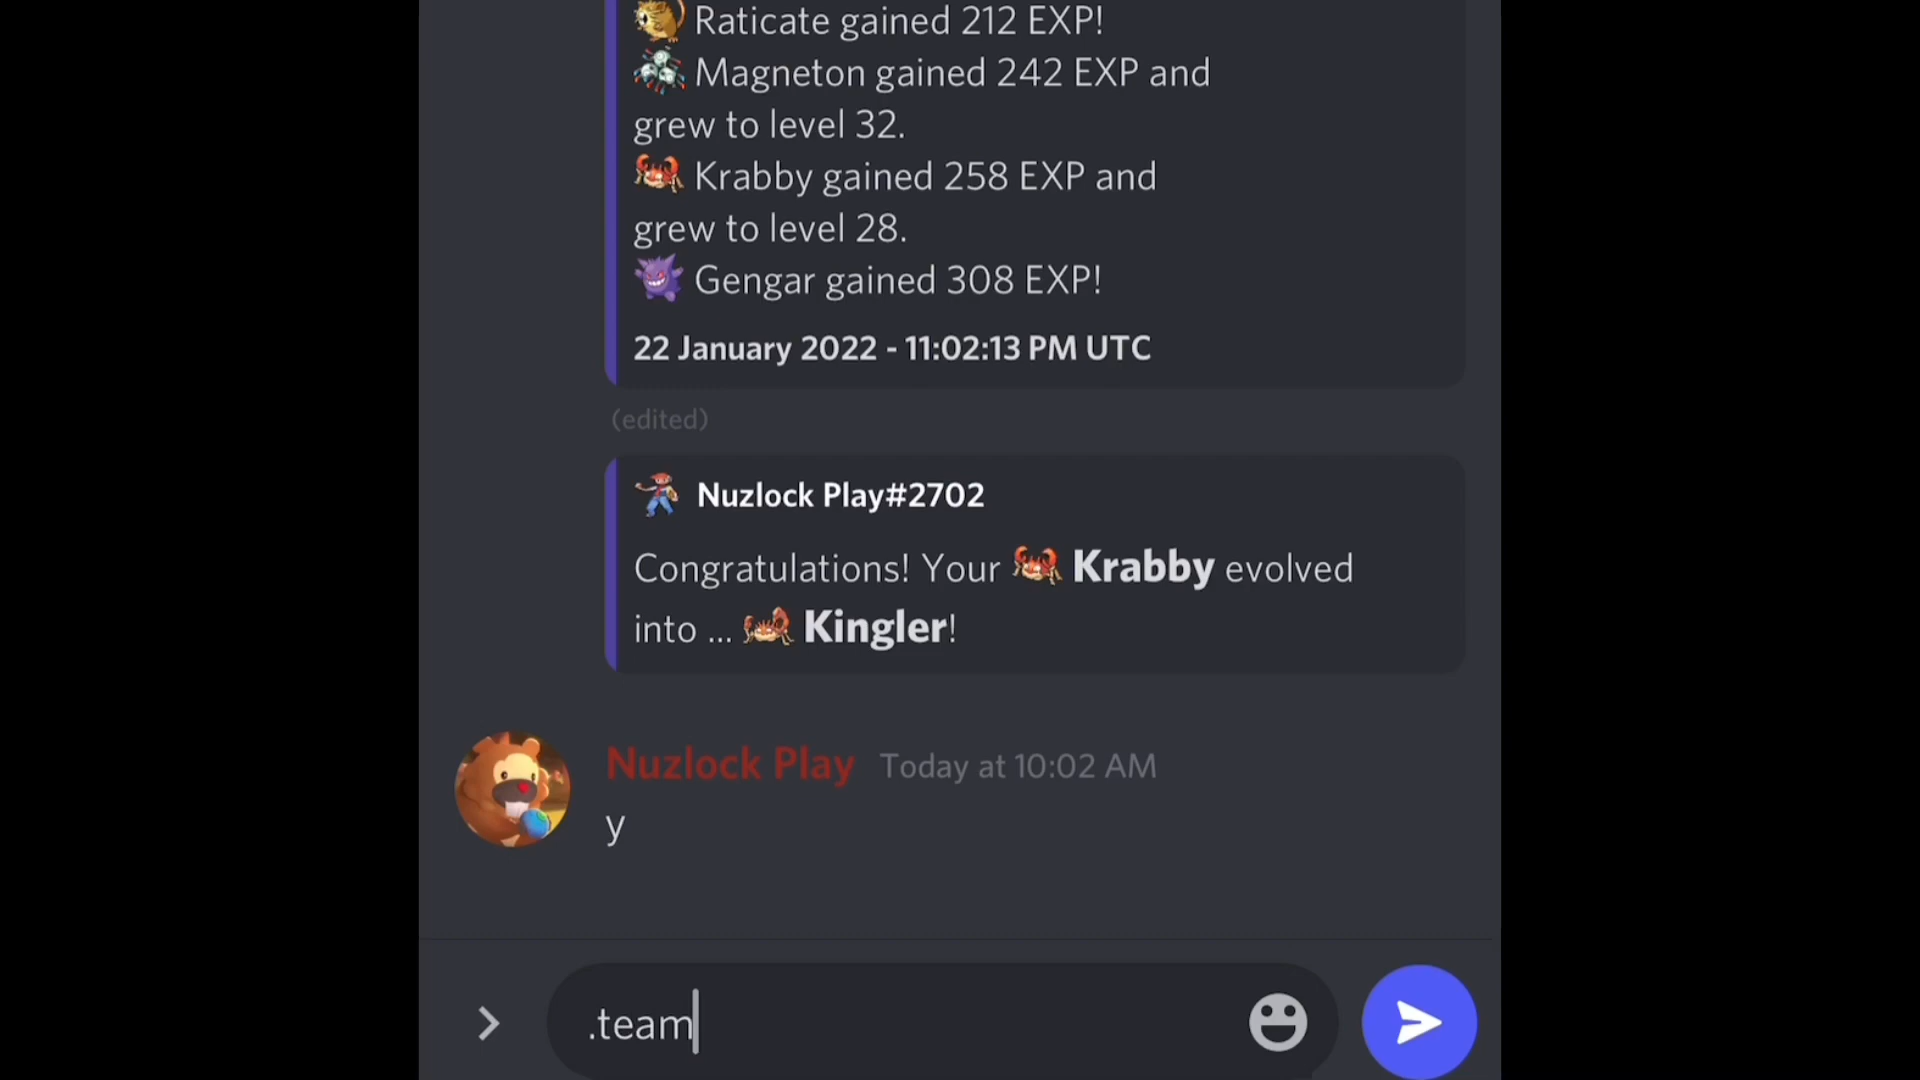 Raticate gained 212 EXP!
Magneton gained 242 EXP and
grew to level 32.
Krabby gained 258 EXP and
grew to level 28.
Gengar gained 308 EXP!
22 January 2022 - 11:02:13 PM UTC
(edited)
Nuzlock Play#2702
Congratulations! Your Krabby evolved
into ... Kingler!
Nuzlock Play Today at 10:02 AM
y
.team